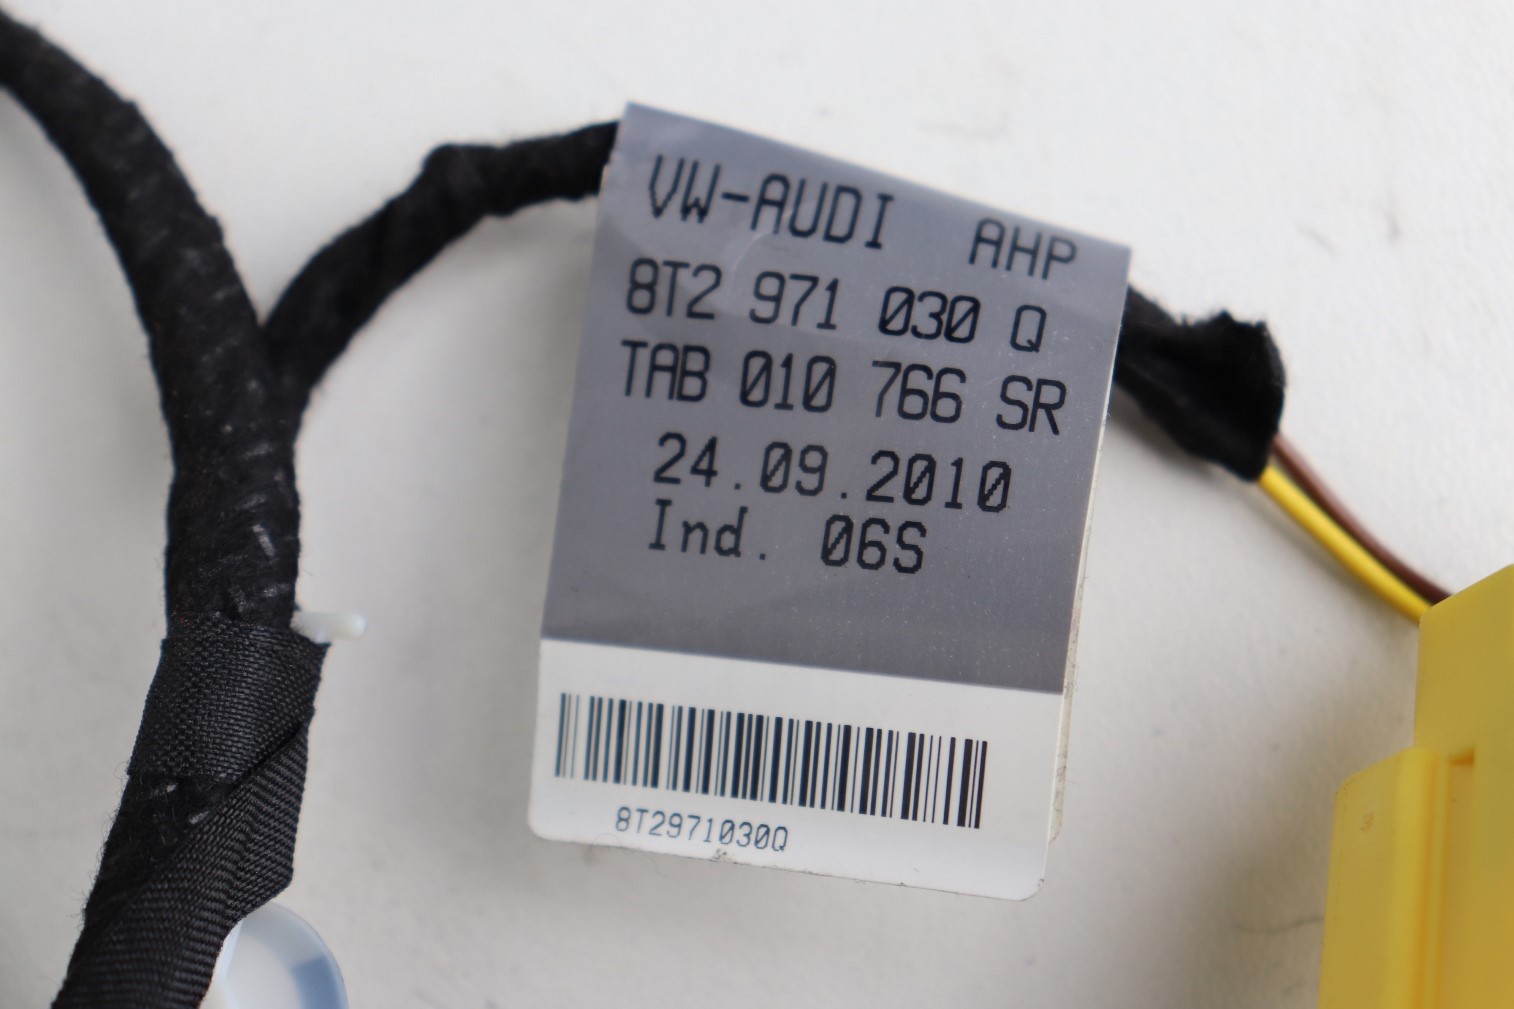 VW-AUDI AHP
8T2 971 030 Q
TAB 010 766 SR
24.09.2010
Ind. 06S
8T2971030Q